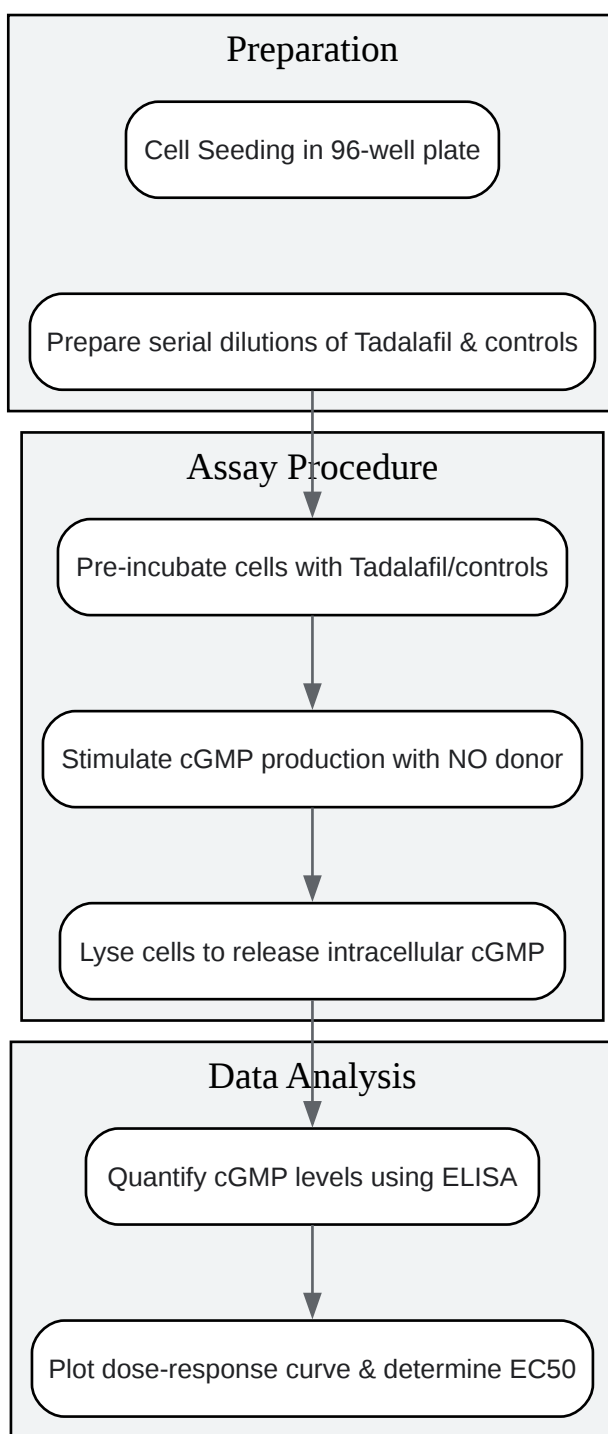 Preparation
Cell Seeding in 96-well plate
Prepare serial dilutions of Tadalafil & controls
Assay Procedure
Pre-incubate cells with Tadalafil/controls
Stimulate cGMP production with NO donor
Lyse cells to release intracellular cGMP
Data Analysis
Quantify cGMP levels using ELISA
Plot dose-response curve & determine EC50